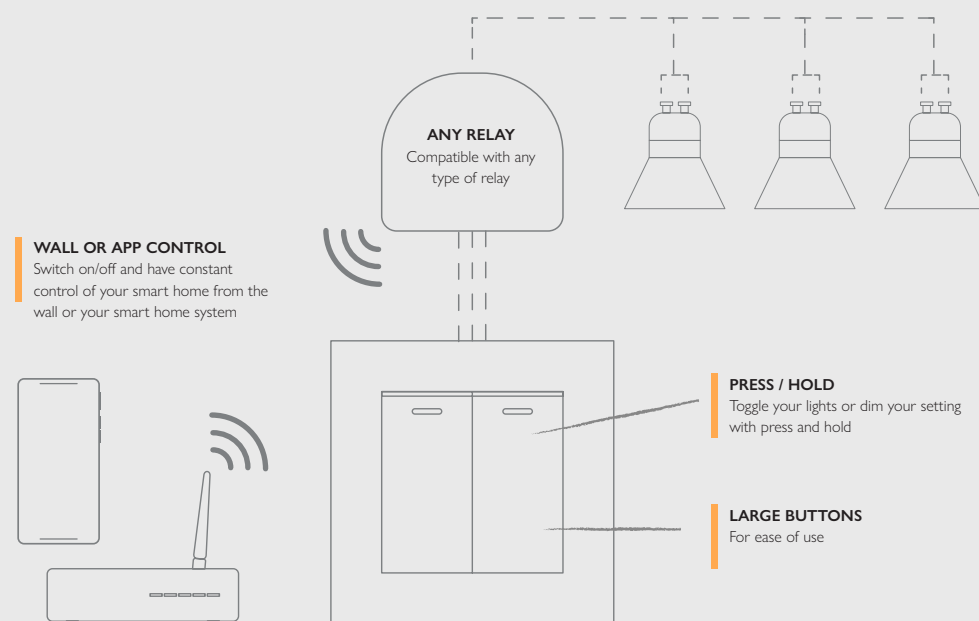 ANY RELAY
Compatible with any
type of relay
WALL OR APP CONTROL
Switch on/off and have constant
control of your smart home from the
wall or your smart home system
PRESS / HOLD
Toggle your lights or dim your setting
with press and hold
LARGE BUTTONS
For ease of use